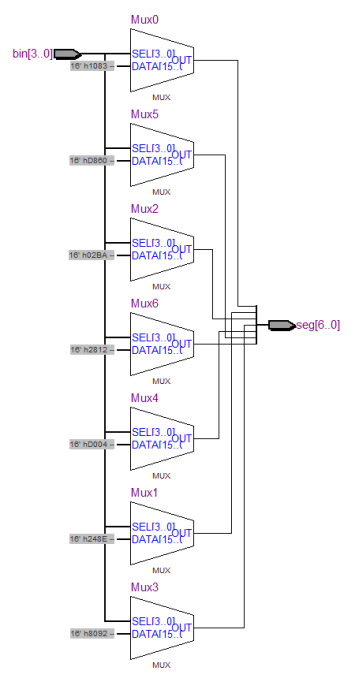 Mux0
bin[3..0]
SEL[3..0]
OUT
16' h1083 --
DATA[15..0]
MUX
Mux5
SEL[3..0]
OUT
16' hD860 --
DATA[15..0]
MUX
Mux2
SEL[3..0]
OUT
16' h02BA --
DATA[15..0]
MUX
Mux6
SEL[3..0]
OUT
seg[6..0]
16' h2812 --
DATA[15..0]
MUX
Mux4
SEL[3..0]
OUT
16' hD004 --
DATA[15..0]
MUX
Mux1
SEL[3..0]
OUT
16' h248E --
DATA[15..0]
MUX
Mux3
SEL[3..0]
OUT
16' h8092 --
DATA[15..0]
MUX